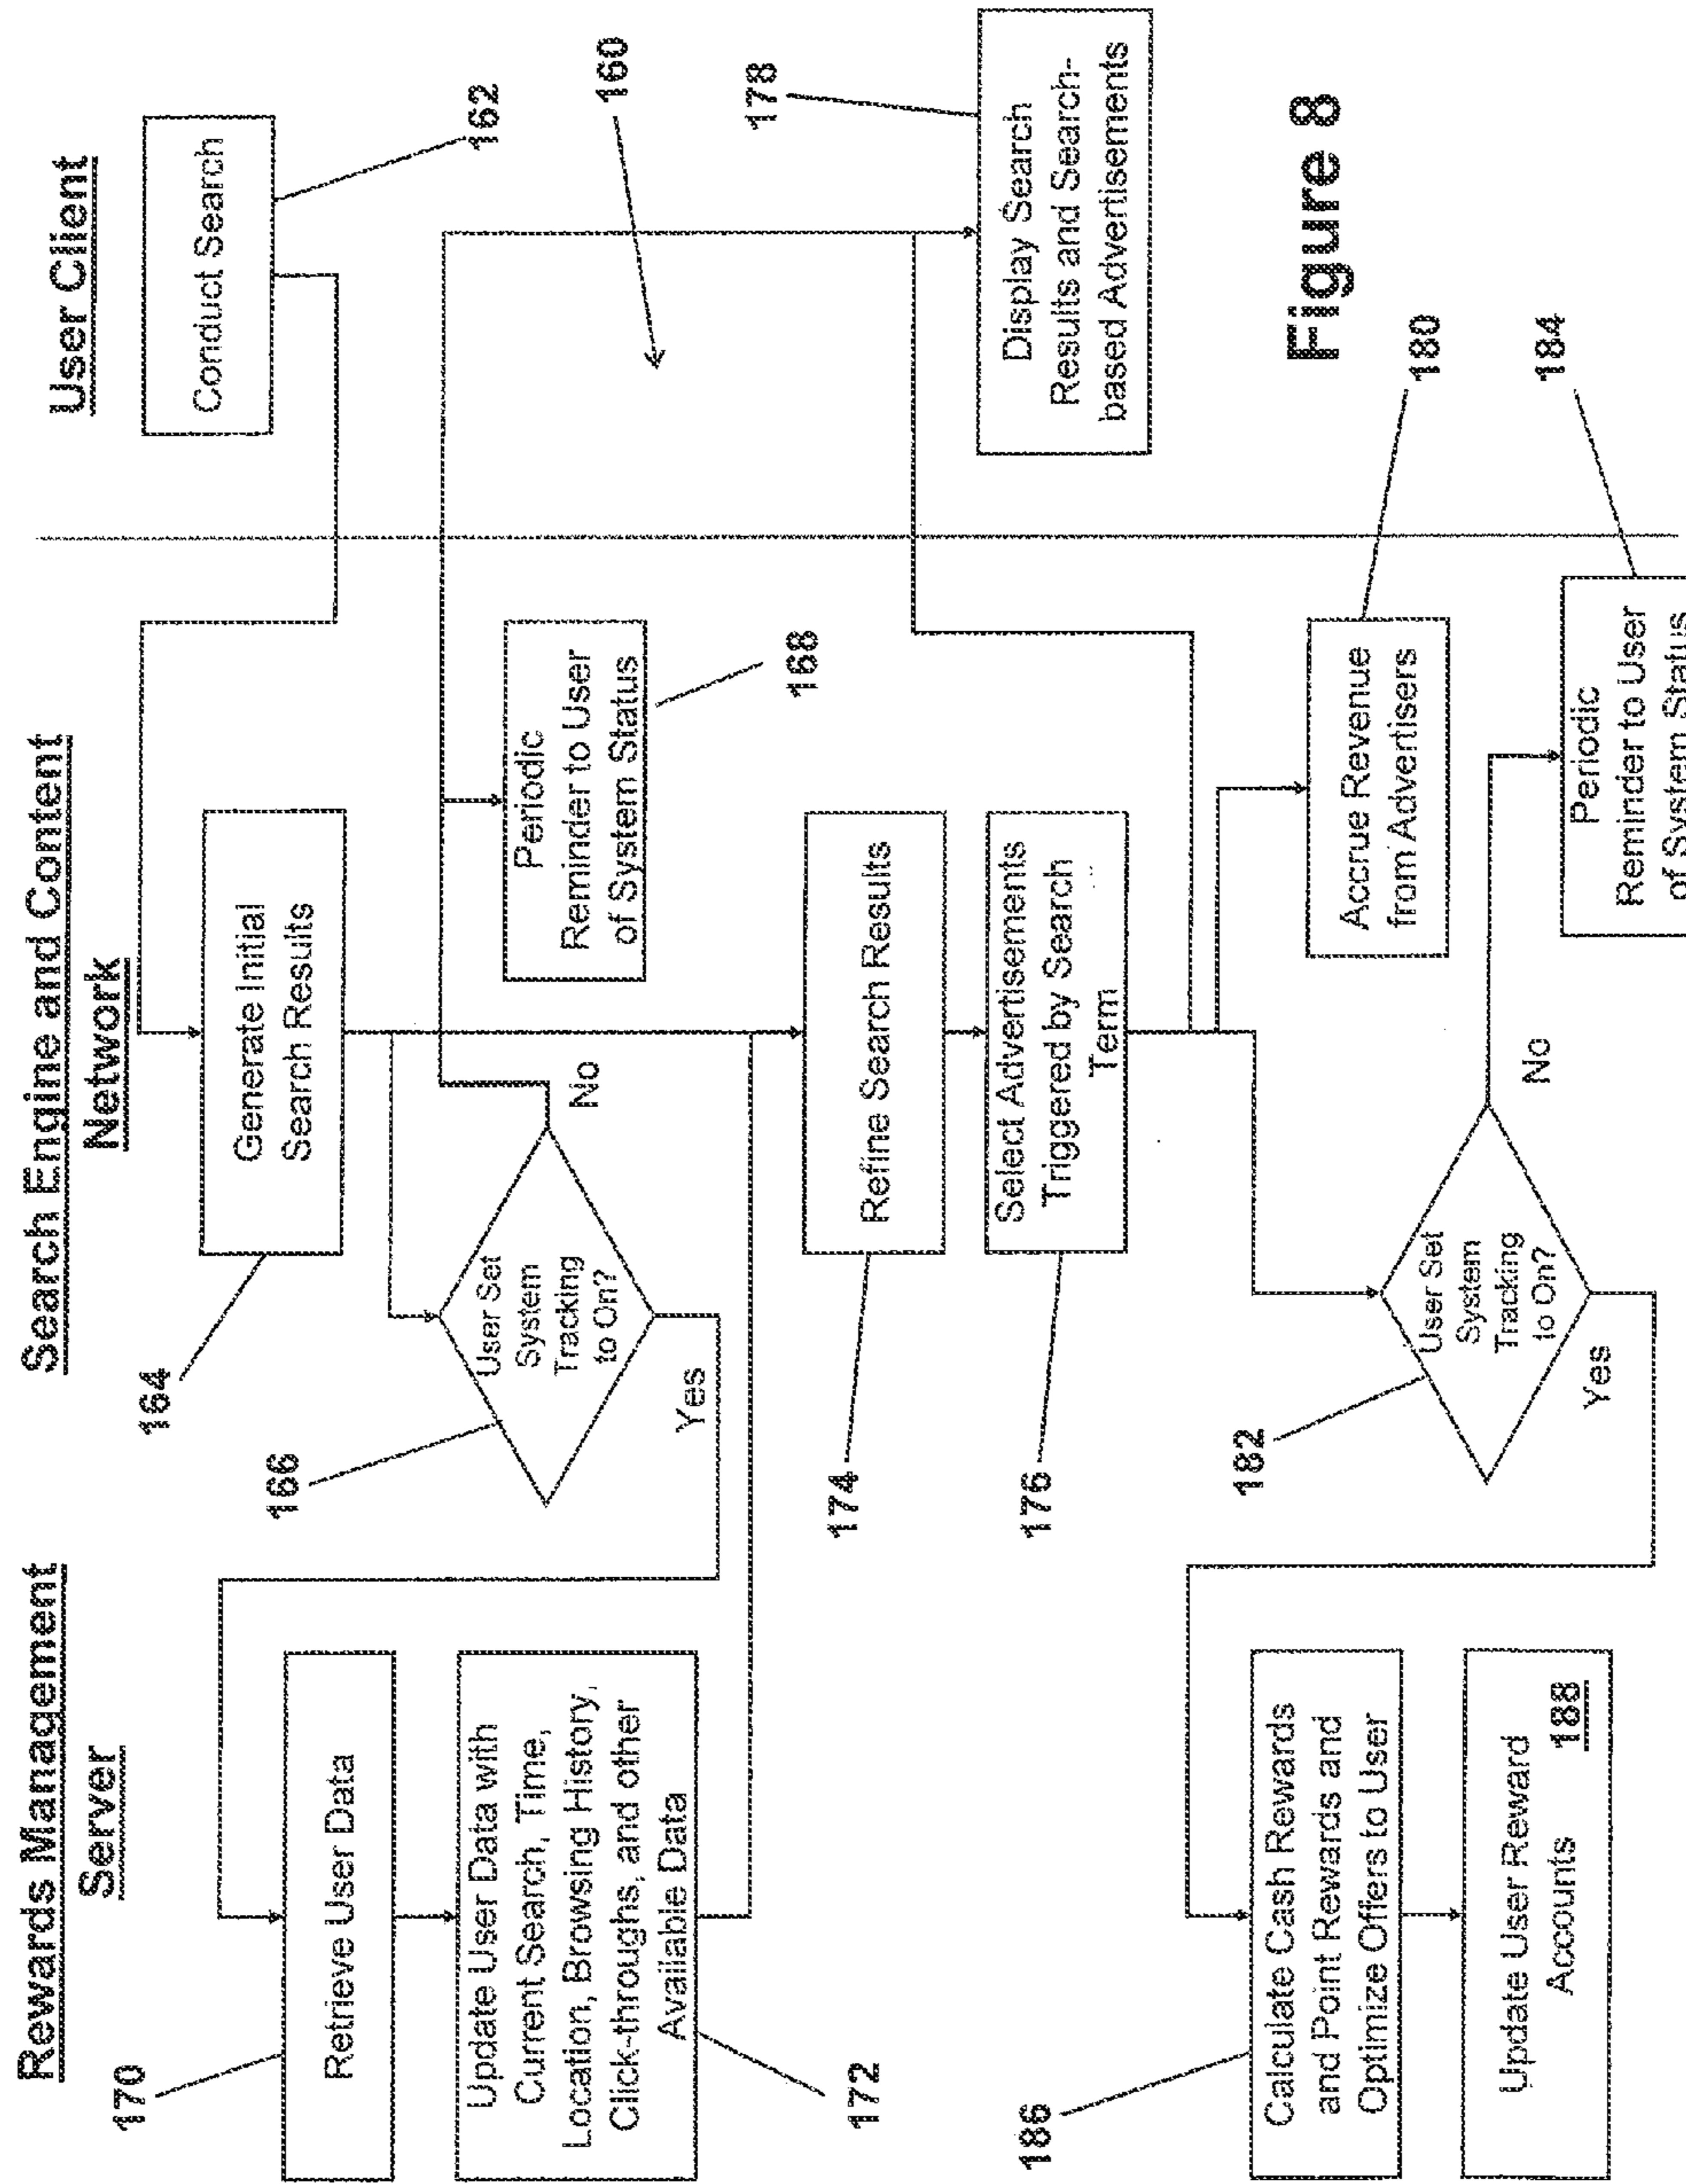 Rewards Management
Server
Search Engine and Content
Network
User Client
170
Retrieve User Data
Update User Data with
Current Search, Time,
Location, Browsing History,
Click-throughs, and other
Available Data
172
186
Calculate Cash Rewards
and Point Rewards and
Optimize Offers to User
Update User Reward
Accounts 188
164
Generate Initial
Search Results
166
User Set
System
Tracking
to On?
No
Yes
Periodic
Reminder to User
of System Status
168
174
Refine Search Results
176
Select Advertisements
Triggered by Search
Term
182
User Set
System
Tracking
to On?
No
Yes
Accrue Revenue
from Advertisers
180
Periodic
Reminder to User
of System Status
184
Conduct Search
162
160
178
Display Search
Results and Search-
based Advertisements
Figure 8